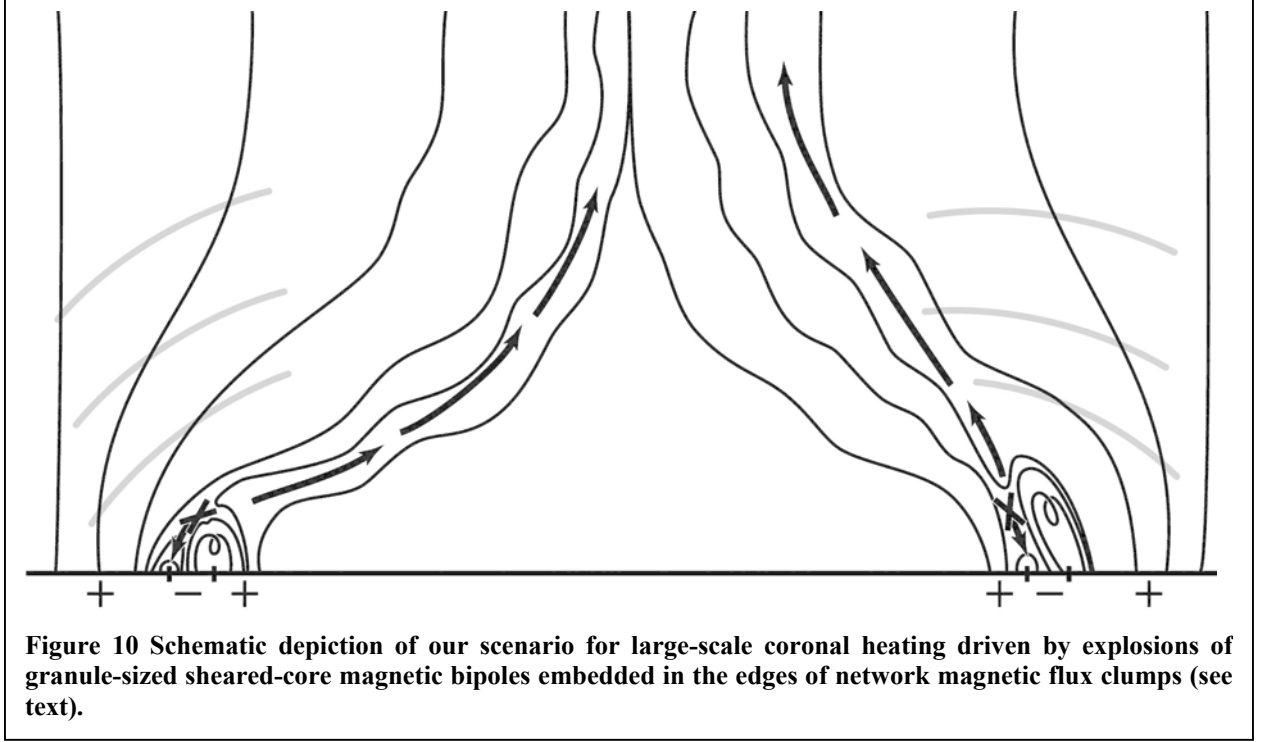 + − + + − +
Figure 10 Schematic depiction of our scenario for large-scale coronal heating driven by explosions of
granule-sized sheared-core magnetic bipoles embedded in the edges of network magnetic flux clumps (see
text).